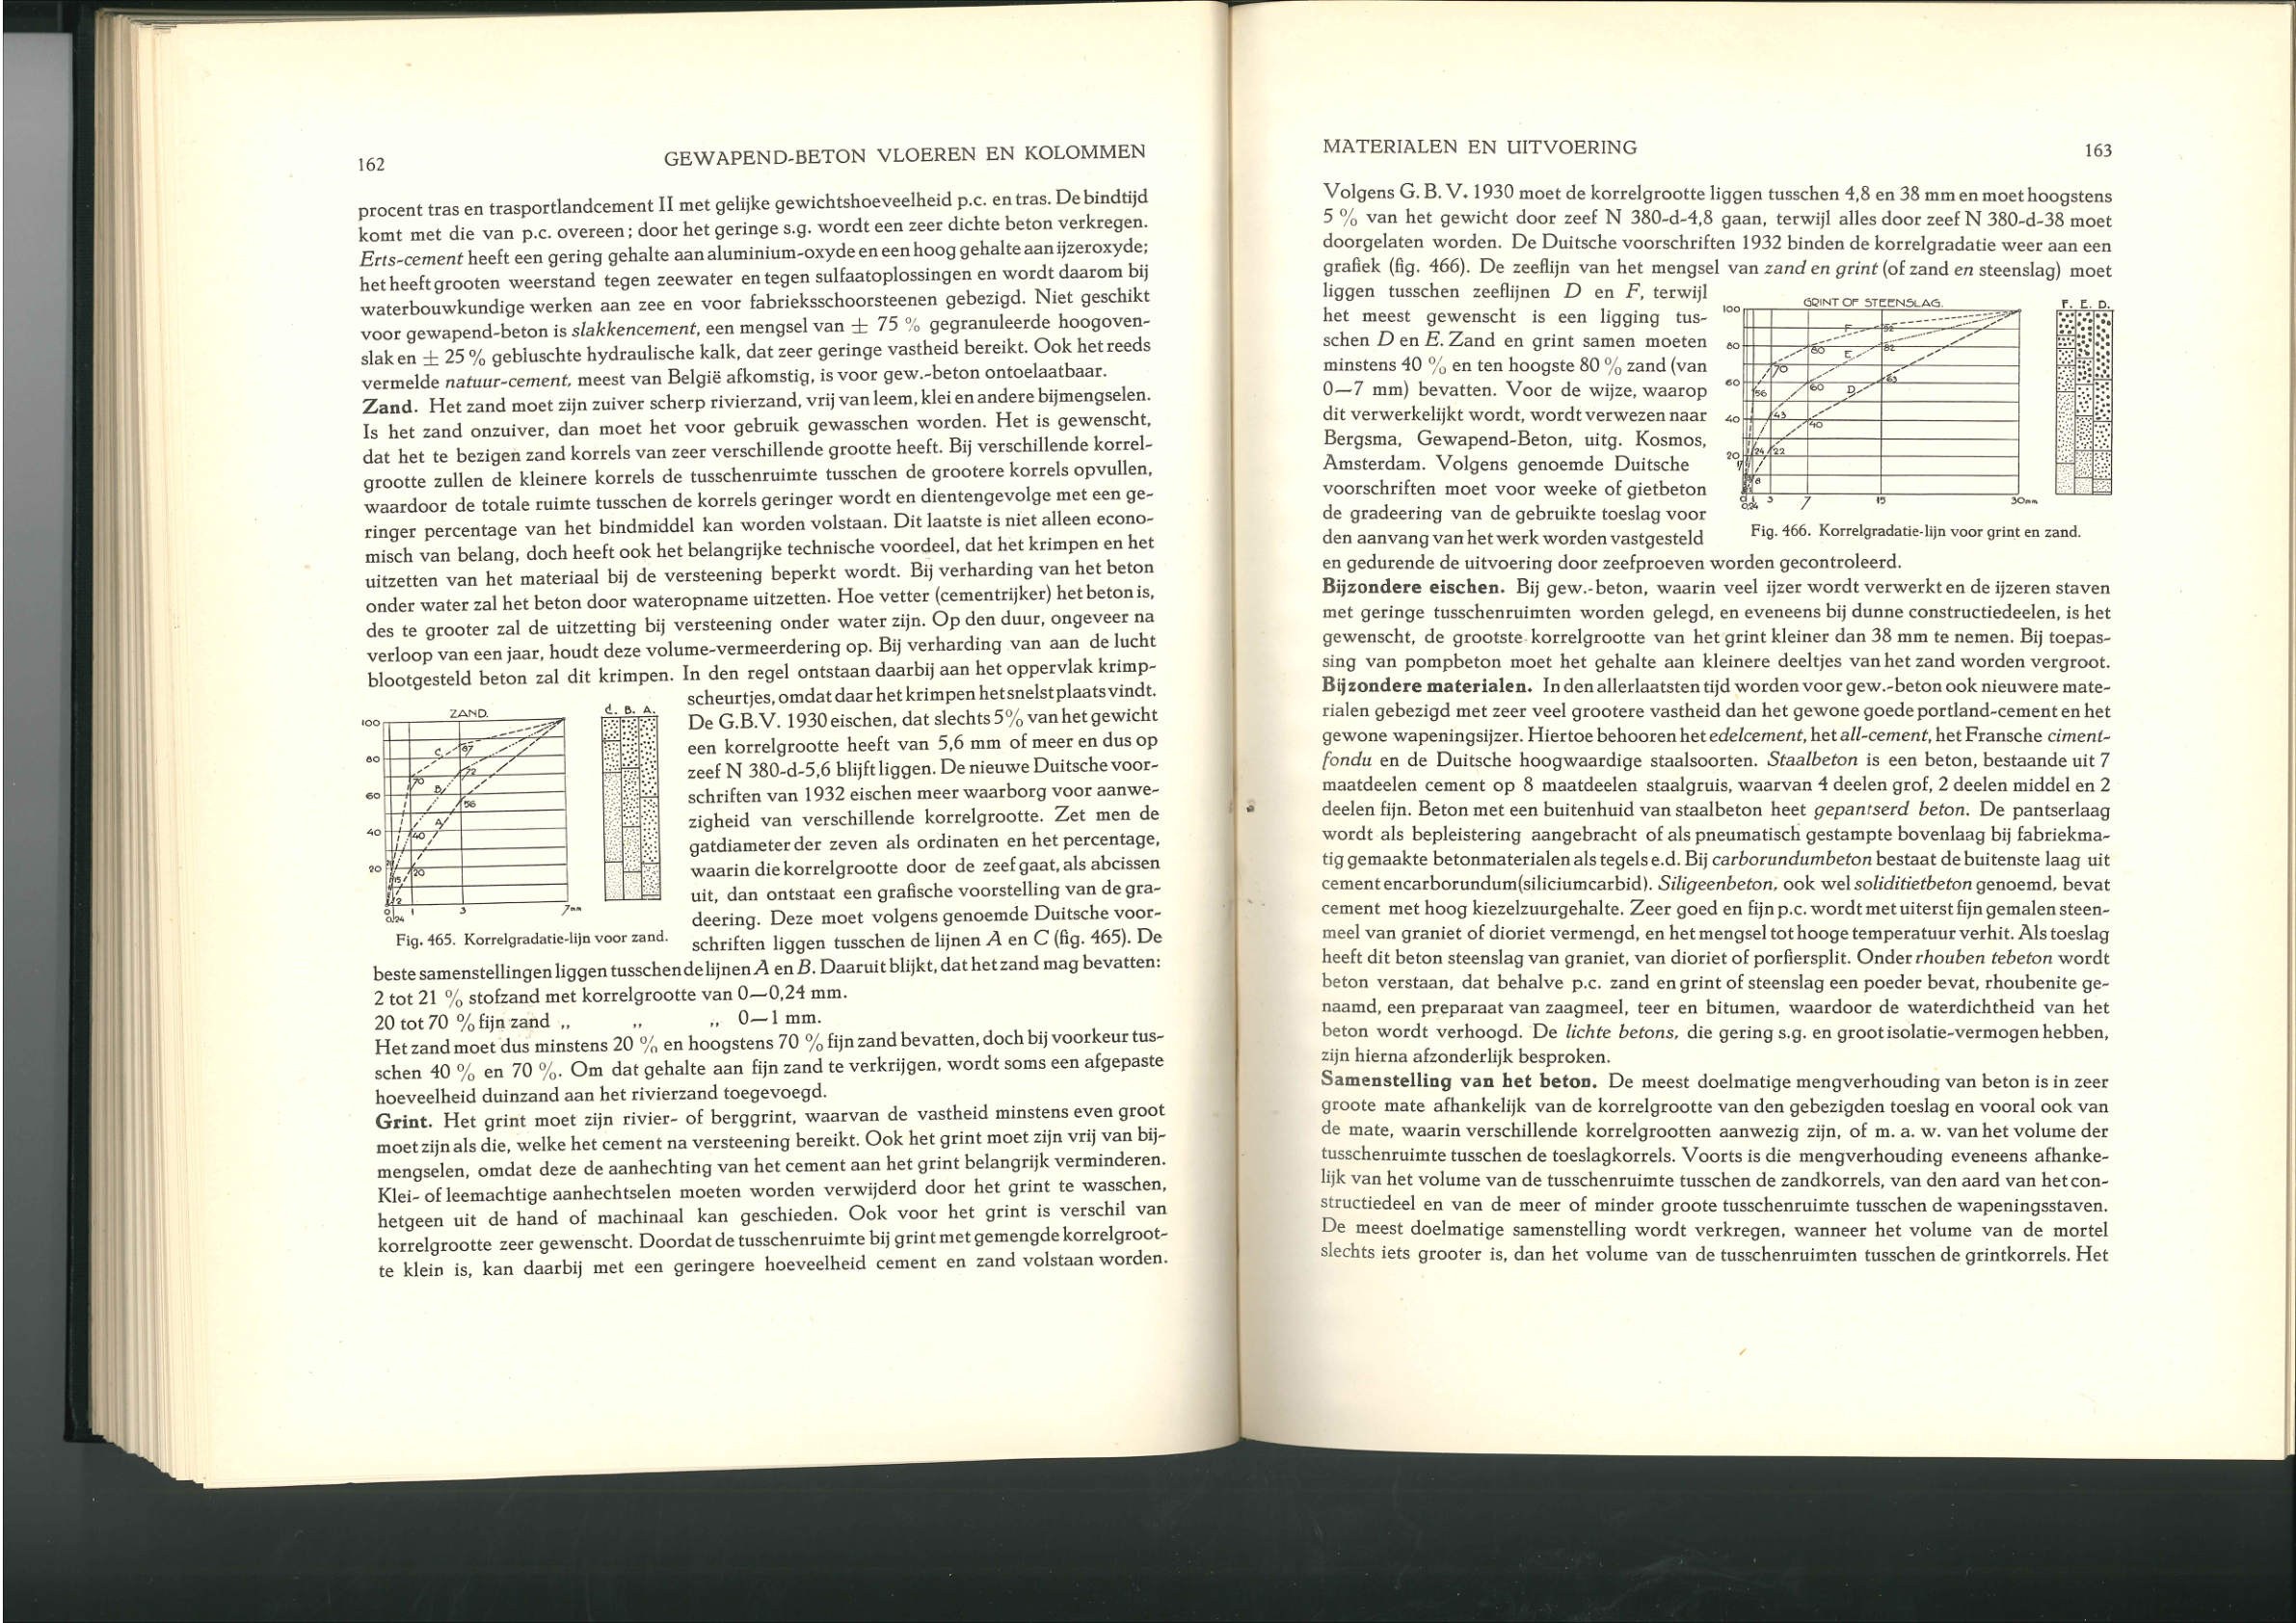 162
GEWAPEND-BETON VLOEREN EN KOLOMMEN
procent tras en trasportlandcement II met gelijke gewichtshoeveelheid p.c. en tras. De bindtijd
komt met die van p.c. overeen; door het geringe s.g. wordt een zeer dichte beton verkregen.
Erts-cement heeft een gering gehalte aan aluminium-oxyde en een hoog gehalte aan ijzeroxyde;
het heeft grooten weerstand tegen zeewater en tegen sulfaatoplossingen en wordt daarom bij
waterbouwkundige werken aan zee en voor fabrieksschoorsteenen gebezigd. Niet geschikt
voor gewapend-beton is slakkencement, een mengsel van ± 75 % gegranuleerde hoogoven-
slak en ± 25 % gebluschte hydraulische kalk, dat zeer geringe vastheid bereikt. Ook het reeds
vermelde natuur-cement, meest van België afkomstig, is voor gew.-beton ontoelaatbaar.
Zand. Het zand moet zijn zuiver scherp rivierzand, vrij van leem, klei en andere bijmengselen.
Is het zand onzuiver, dan moet het voor gebruik gewasschen worden. Het is gewenscht,
dat het te bezigen zand korrels van zeer verschillende grootte heeft. Bij verschillende korrel-
grootte zullen de kleinere korrels de tusschenruimte tusschen de grootere korrels opvullen,
waardoor de totale ruimte tusschen de korrels geringer wordt en dientengevolge met een ge-
ringer percentage van het bindmiddel kan worden volstaan. Dit laatste is niet alleen econo-
misch van belang, doch heeft ook het belangrijke technische voordeel, dat het krimpen en het
uitzetten van het materiaal bij de versteening beperkt wordt. Bij verharding van het beton
onder water zal het beton door wateropname uitzetten. Hoe vetter (cementrijker) het beton is,
des te grooter zal de uitzetting bij versteening onder water zijn. Op den duur, ongeveer na
verloop van een jaar, houdt deze volume-vermeerdering op. Bij verharding van aan de lucht
blootgesteld beton zal dit krimpen. In den regel ontstaan daarbij aan het oppervlak krimp-
scheurtjes, omdat daar het krimpen het snelst plaats vindt.
De G.B.V. 1930 eischen, dat slechts 5% van het gewicht
een korrelgrootte heeft van 5,6 mm of meer en dus op
zeef N 380-d-5,6 blijft liggen. De nieuwe Duitsche voor-
schriften van 1932 eischen meer waarborg voor aanwe-
zigheid van verschillende korrelgrootte. Zet men de
gatdiameter der zeven als ordinaten en het percentage,
waarin die korrelgrootte door de zeef gaat, als abcissen
uit, dan ontstaat een grafische voorstelling van de gra-
deering. Deze moet volgens genoemde Duitsche voor-
schriften liggen tusschen de lijnen A en C (fig. 465). De
ZAND.
d. B. A.
100
80
60
40
20
C
87
70
72
B
56
A
40
20
15
2
0
0,24
1
3
7mm
Fig. 465. Korrelgradatie-lijn voor zand.
beste samenstellingen liggen tusschen de lijnen A en B. Daaruit blijkt, dat het zand mag bevatten:
2 tot 21 % stofzand met korrelgrootte van 0—0,24 mm.
20 tot 70 % fijn zand „ „ „ 0—1 mm.
Het zand moet dus minstens 20 % en hoogstens 70 % fijn zand bevatten, doch bij voorkeur tus-
schen 40 % en 70 %. Om dat gehalte aan fijn zand te verkrijgen, wordt soms een afgepaste
hoeveelheid duinzand aan het rivierzand toegevoegd.
Grint. Het grint moet zijn rivier- of berggrint, waarvan de vastheid minstens even groot
moet zijn als die, welke het cement na versteening bereikt. Ook het grint moet zijn vrij van bij-
mengselen, omdat deze de aanhechting van het cement aan het grint belangrijk verminderen.
Klei- of leemachtige aanhechtselen moeten worden verwijderd door het grint te wasschen,
hetgeen uit de hand of machinaal kan geschieden. Ook voor het grint is verschil van
korrelgrootte zeer gewenscht. Doordat de tusschenruimte bij grint met gemengde korrelgroot-
te klein is, kan daarbij met een geringere hoeveelheid cement en zand volstaan worden.
MATERIALEN EN UITVOERING
163
Volgens G. B. V. 1930 moet de korrelgrootte liggen tusschen 4,8 en 38 mm en moet hoogstens
5 % van het gewicht door zeef N 380-d-4,8 gaan, terwijl alles door zeef N 380-d-38 moet
doorgelaten worden. De Duitsche voorschriften 1932 binden de korrelgradatie weer aan een
grafiek (fig. 466). De zeeflijn van het mengsel van zand en grint (of zand en steenslag) moet
liggen tusschen zeeflijnen D en F, terwijl
het meest gewenscht is een ligging tus-
schen D en E. Zand en grint samen moeten
minstens 40 % en ten hoogste 80 % zand (van
0—7 mm) bevatten. Voor de wijze, waarop
dit verwerkelijkt wordt, wordt verwezen naar
Bergsma, Gewapend-Beton, uitg. Kosmos,
Amsterdam. Volgens genoemde Duitsche
voorschriften moet voor weeke of gietbeton
de gradeering van de gebruikte toeslag voor
den aanvang van het werk worden vastgesteld
GRINT OF STEENSLAG.
F. E. D.
100
80
60
40
20
F
92
80
E
82
70
60
D
63
56
43
40
24
22
8
0
0,24
1
3
7
15
30mm
Fig. 466. Korrelgradatie-lijn voor grint en zand.
en gedurende de uitvoering door zeefproeven worden gecontroleerd.
Bijzondere eischen. Bij gew.-beton, waarin veel ijzer wordt verwerkt en de ijzeren staven
met geringe tusschenruimten worden gelegd, en eveneens bij dunne constructiedeelen, is het
gewenscht, de grootste korrelgrootte van het grint kleiner dan 38 mm te nemen. Bij toepas-
sing van pompbeton moet het gehalte aan kleinere deeltjes van het zand worden vergroot.
Bijzondere materialen. In den allerlaatsten tijd worden voor gew.-beton ook nieuwere mate-
rialen gebezigd met zeer veel grootere vastheid dan het gewone goede portland-cement en het
gewone wapeningsijzer. Hiertoe behooren het edelcement, het all-cement, het Fransche ciment-
fondu en de Duitsche hoogwaardige staalsoorten. Staalbeton is een beton, bestaande uit 7
maatdeelen cement op 8 maatdeelen staalgruis, waarvan 4 deelen grof, 2 deelen middel en 2
deelen fijn. Beton met een buitenhuid van staalbeton heet gepantserd beton. De pantserlaag
wordt als bepleistering aangebracht of als pneumatisch gestampte bovenlaag bij fabriekma-
tig gemaakte betonmaterialen als tegels e.d. Bij carborundumbeton bestaat de buitenste laag uit
cement en carborundum (siliciumcarbid). Siligeenbeton, ook wel soliditietbeton genoemd, bevat
cement met hoog kiezelzuurgehalte. Zeer goed en fijn p.c. wordt met uiterst fijn gemalen steen-
meel van graniet of dioriet vermengd, en het mengsel tot hooge temperatuur verhit. Als toeslag
heeft dit beton steenslag van graniet, van dioriet of porfiersplit. Onder rhouben tebeton wordt
beton verstaan, dat behalve p.c. zand en grint of steenslag een poeder bevat, rhoubenite ge-
naamd, een preparaat van zaagmeel, teer en bitumen, waardoor de waterdichtheid van het
beton wordt verhoogd. De lichte betons, die gering s.g. en groot isolatie-vermogen hebben,
zijn hierna afzonderlijk besproken.
Samenstelling van het beton. De meest doelmatige mengverhouding van beton is in zeer
groote mate afhankelijk van de korrelgrootte van den gebezigden toeslag en vooral ook van
de mate, waarin verschillende korrelgrootten aanwezig zijn, of m. a. w. van het volume der
tusschenruimte tusschen de toeslagkorrels. Voorts is die mengverhouding eveneens afhanke-
lijk van het volume van de tusschenruimte tusschen de zandkorrels, van den aard van het con-
structiedeel en van de meer of minder groote tusschenruimte tusschen de wapeningsstaven.
De meest doelmatige samenstelling wordt verkregen, wanneer het volume van de mortel
slechts iets grooter is, dan het volume van de tusschenruimten tusschen de grintkorrels. Het